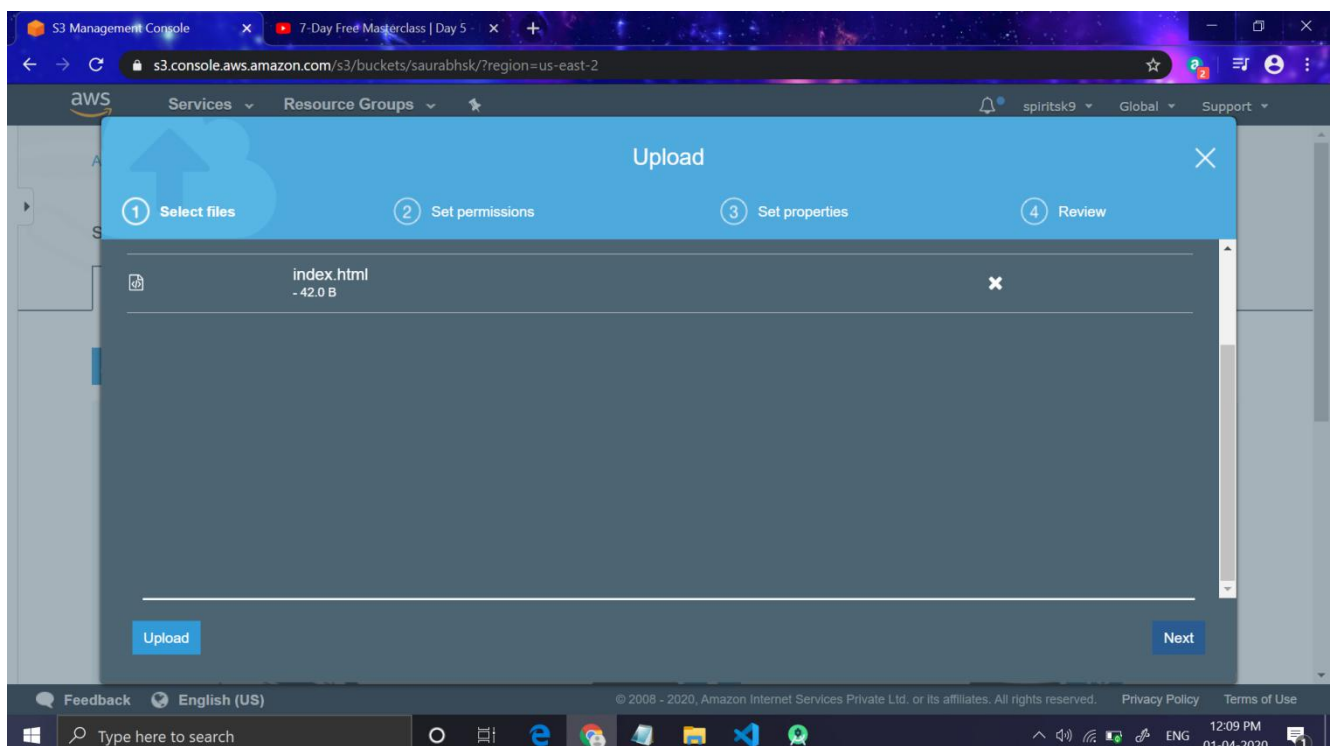 S3 Management Console
7-Day Free Masterclass | Day 5 -
s3.console.aws.amazon.com/s3/buckets/saurabhsk/?region=us-east-2
aws Services Resource Groups spiritsk9 Global Support
Upload
1 Select files 2 Set permissions 3 Set properties 4 Review
index.html
- 42.0 B
Upload Next
Feedback English (US) © 2008 - 2020, Amazon Internet Services Private Ltd. or its affiliates. All rights reserved. Privacy Policy Terms of Use
Type here to search ENG 12:09 PM
01-04-2020